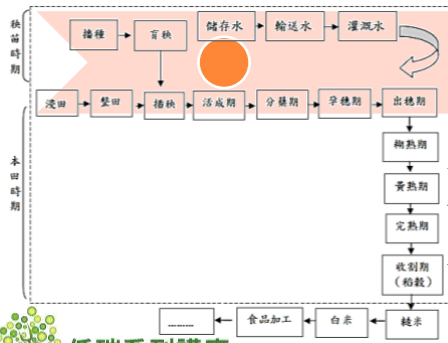 秧苗時期
播種
育秧
儲存水
輸送水
灌溉水
本田時期
浸田
整田
插秧
活成期
分蘗期
孕穗期
出穗期
糊熟期
黃熟期
完熟期
收割期
(稻穀)
糙米
白米
食品加工
………